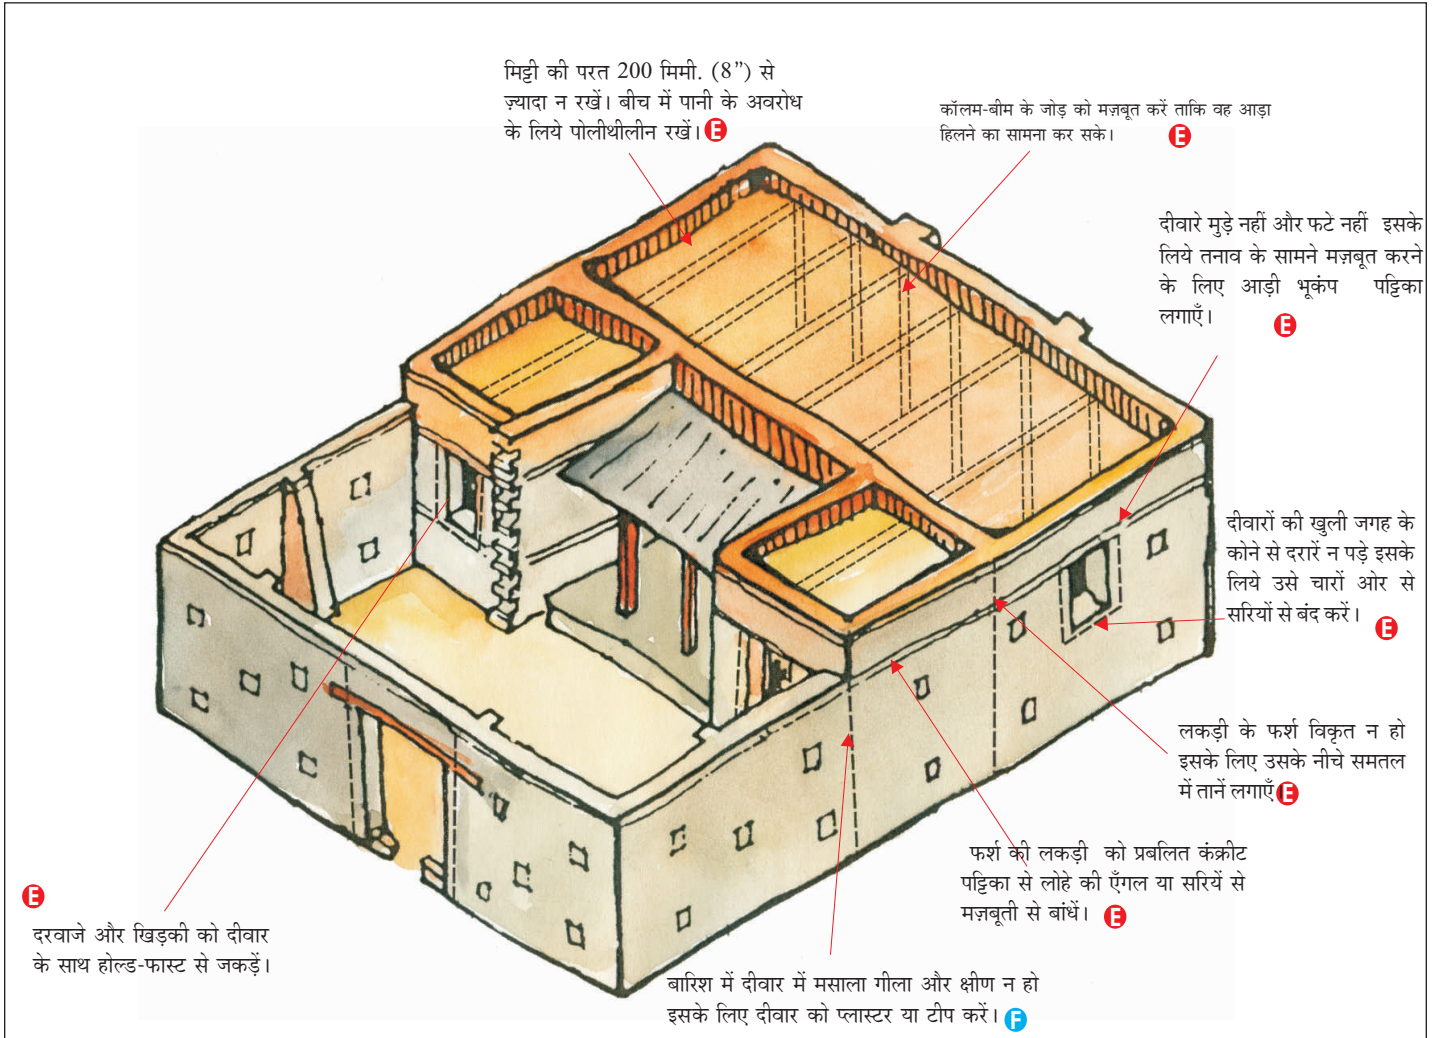 मिट्टी की परत 200 मिमी. (8”) से
ज़्यादा न रखें। बीच में पानी के अवरोध
के लिये पोलीथीलीन रखें। E
कॉलम-बीम के जोड़ को मज़बूत करें ताकि वह आड़ा
हिलने का सामना कर सके। E
दीवारे मुड़े नहीं और फटे नहीं इसके
लिये तनाव के सामने मज़बूत करने
के लिए आड़ी भूकंप पट्टिका
लगाएँ। E
दीवारों की खुली जगह के
कोने से दरारें न पड़े इसके
लिये उसे चारों ओर से
सरियों से बंद करें। E
लकड़ी के फर्श विकृत न हो
इसके लिए उसके नीचे समतल
में तानें लगाएँ। E
फर्श की लकड़ी को प्रबलित कंक्रीट
पट्टिका से लोहे की एँगल या सरियें से
मज़बूती से बांधें। E
E
दरवाजे और खिड़की को दीवार
के साथ होल्ड-फास्ट से जकड़ें।
बारिश में दीवार में मसाला गीला और क्षीण न हो
इसके लिए दीवार को प्लास्टर या टीप करें। F